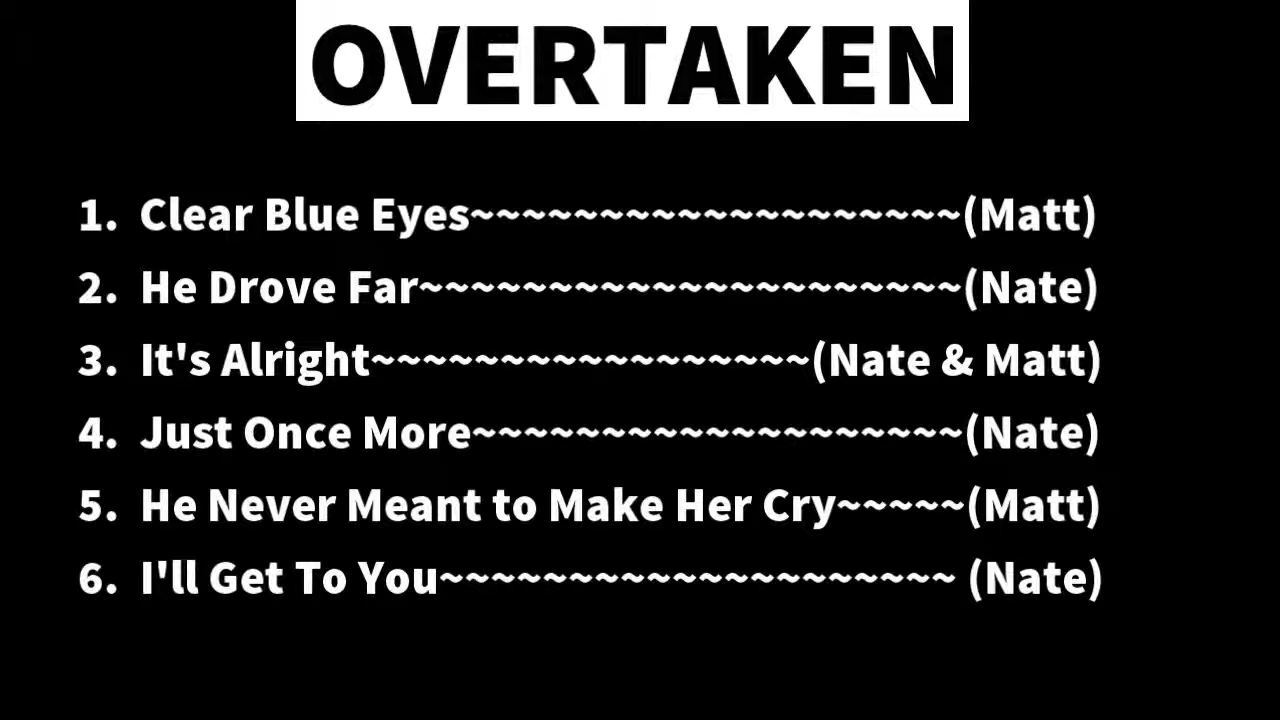 OVERTAKEN
1. Clear Blue Eyes~~~~~~~~~~~~~~~~~~~(Matt)
2. He Drove Far~~~~~~~~~~~~~~~~~~~~~(Nate)
3. It's Alright~~~~~~~~~~~~~~~~~(Nate & Matt)
4. Just Once More~~~~~~~~~~~~~~~~~~~(Nate)
5. He Never Meant to Make Her Cry~~~~~(Matt)
6. I'll Get To You~~~~~~~~~~~~~~~~~~~~ (Nate)